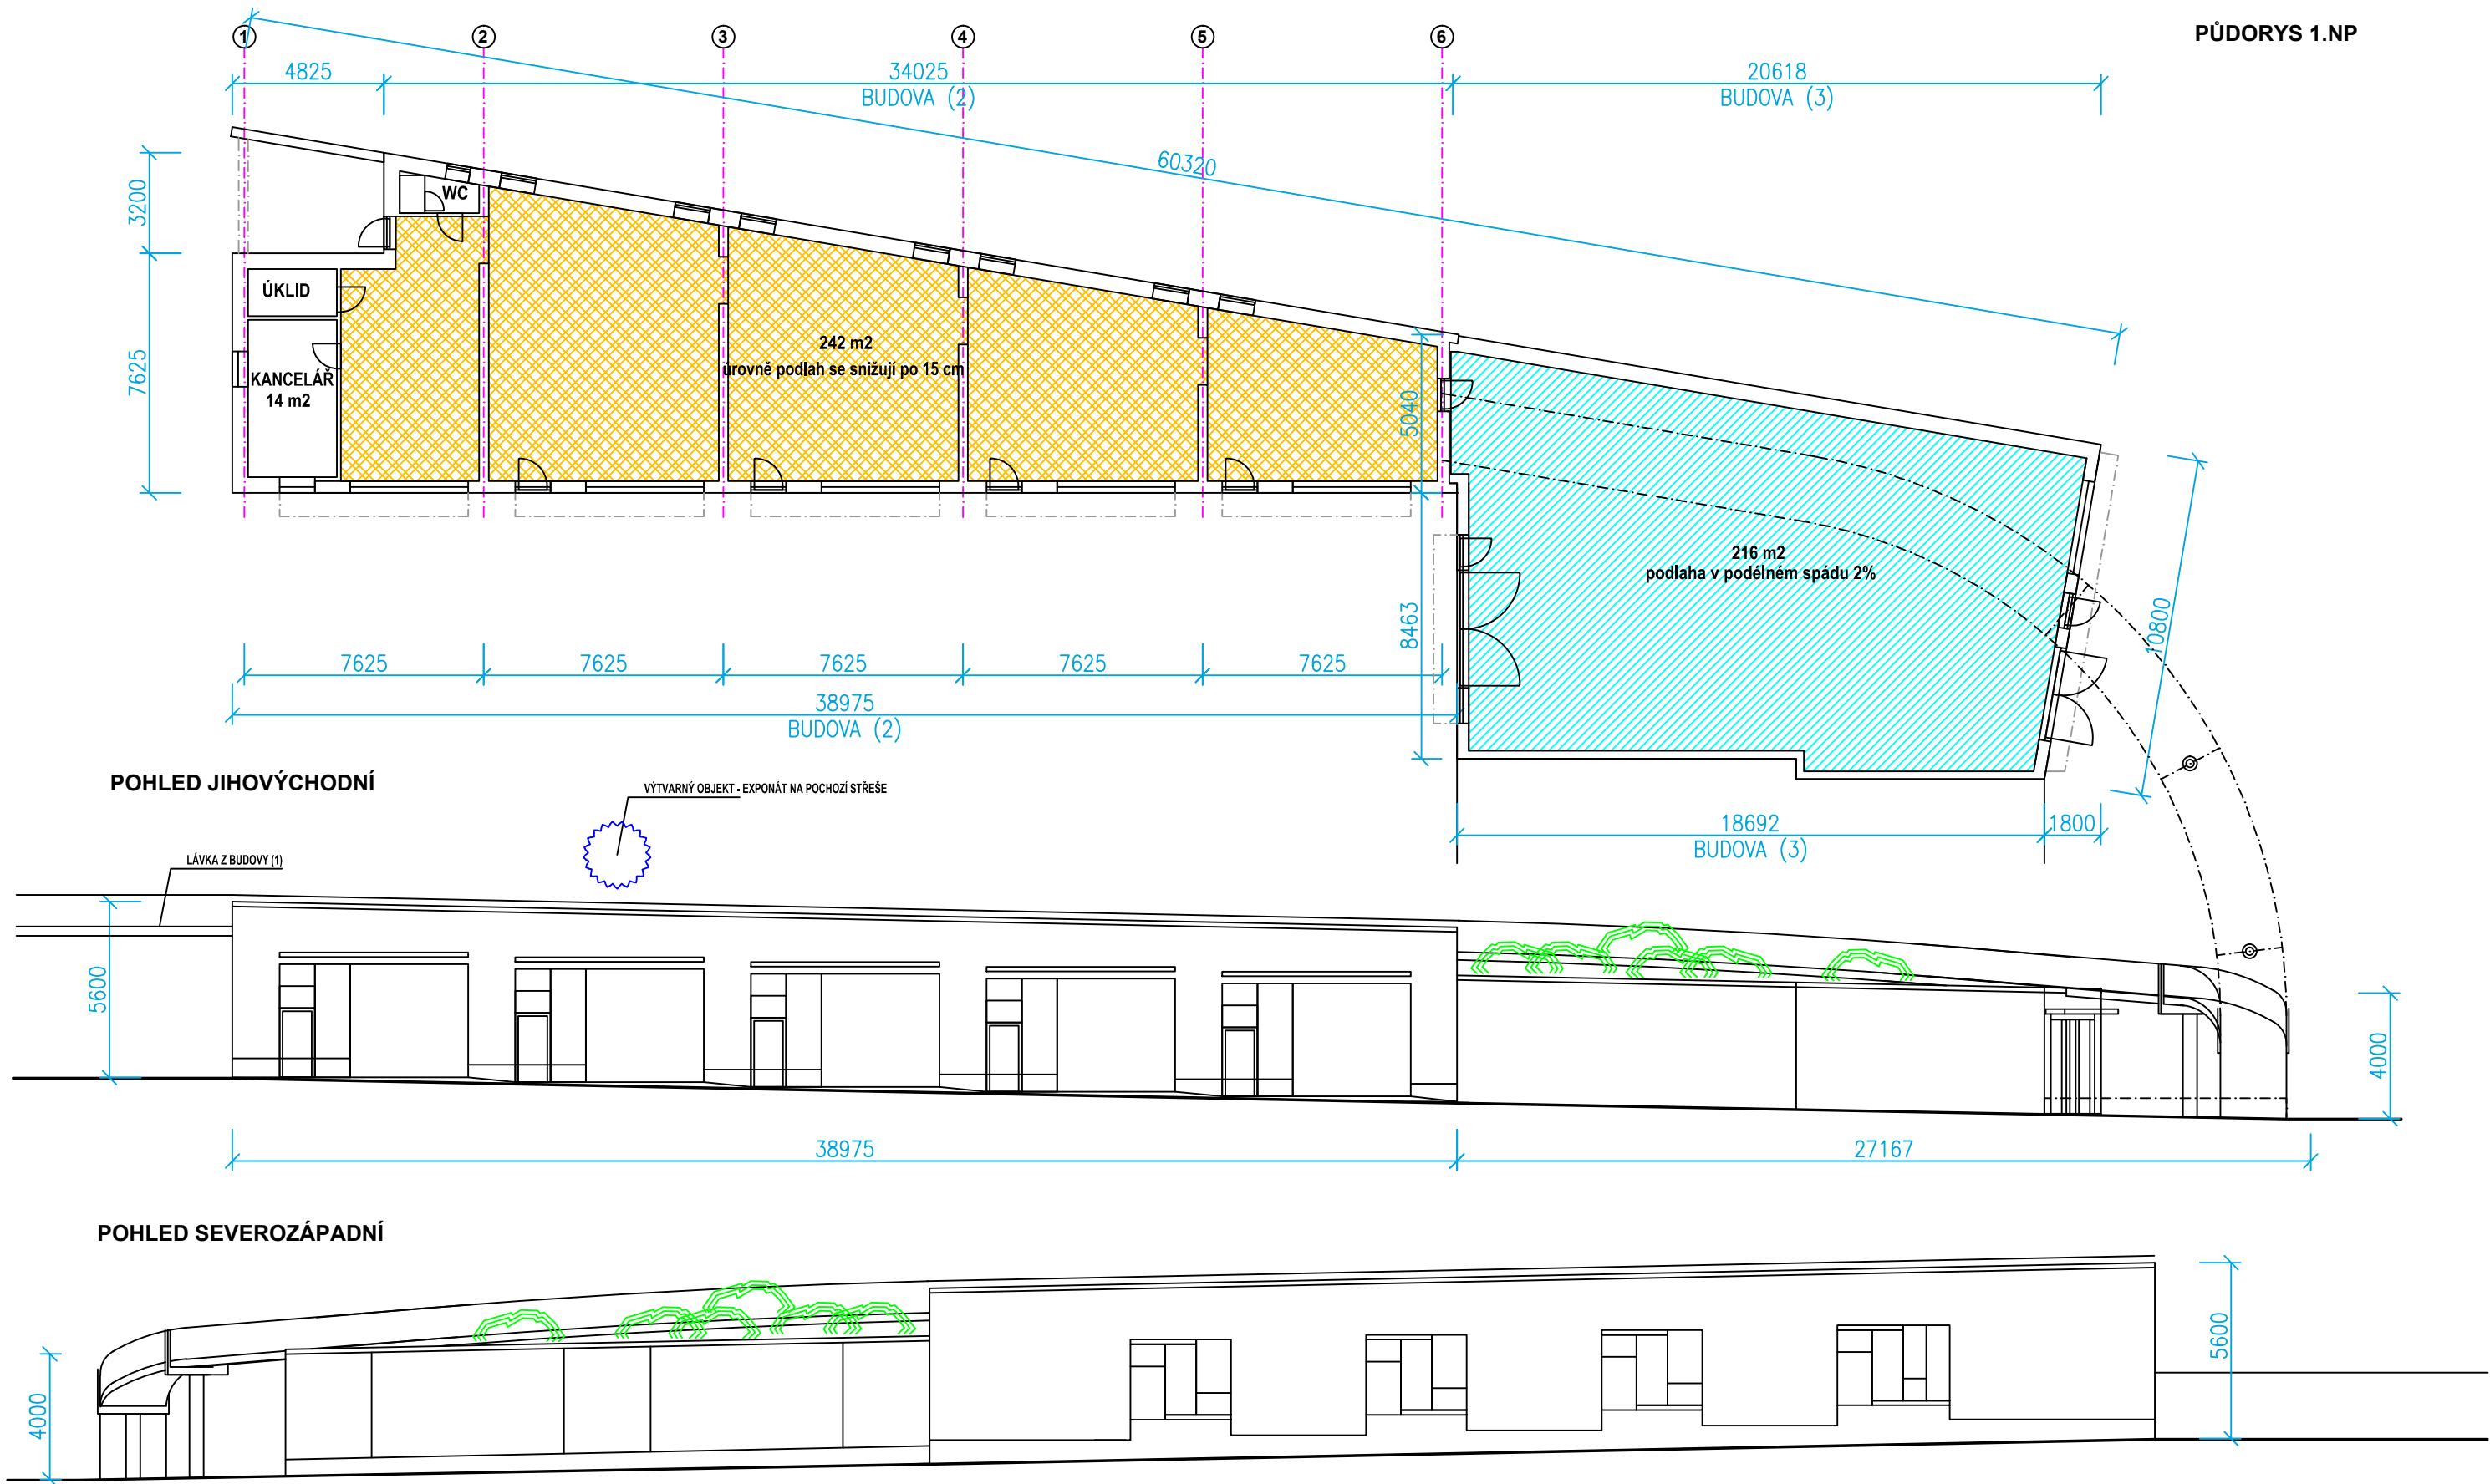 PŮDORYS 1.NP
1
2
3
4
5
6
4825
34025
BUDOVA (2)
20618
BUDOVA (3)
60320
3200
7625
WC
ÚKLID
KANCELÁŘ
14 m2
242 m2
úrovně podlah se snižují po 15 cm
5040
8463
216 m2
podlaha v podélném spádu 2%
10800
7625
7625
7625
7625
7625
38975
BUDOVA (2)
18692
BUDOVA (3)
1800
POHLED JIHOVÝCHODNÍ
VÝTVARNÝ OBJEKT - EXPONÁT NA POCHOZÍ STŘEŠE
LÁVKA Z BUDOVY (1)
5600
4000
38975
27167
POHLED SEVEROZÁPADNÍ
4000
5600